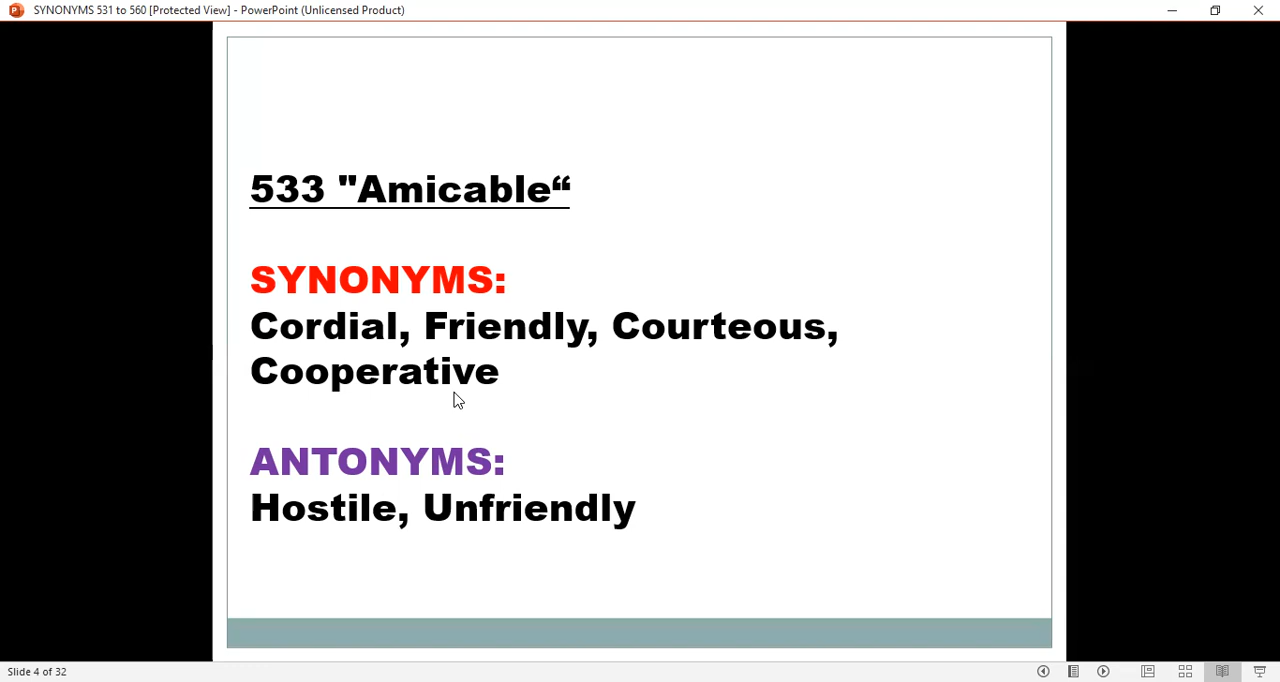 SYNONYMS 531 to 560 [Protected View] - PowerPoint (Unlicensed Product)
533 "Amicable“
SYNONYMS:
Cordial, Friendly, Courteous,
Cooperative
ANTONYMS:
Hostile, Unfriendly
Slide 4 of 32